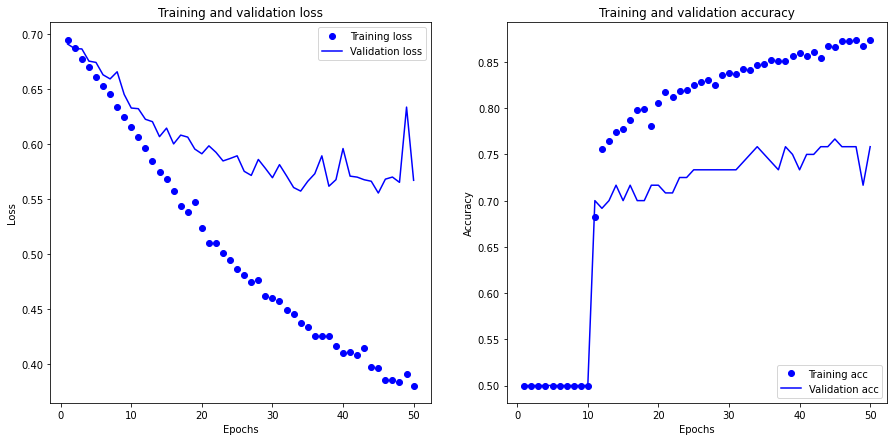 Training and validation loss
Training loss
Validation loss
0.70
0.65
0.60
0.55
0.50
0.45
0.40
Loss
0 10 20 30 40 50
Epochs
Training and validation accuracy
0.85
0.80
0.75
0.70
0.65
0.60
0.55
0.50
Accuracy
Training acc
Validation acc
0 10 20 30 40 50
Epochs